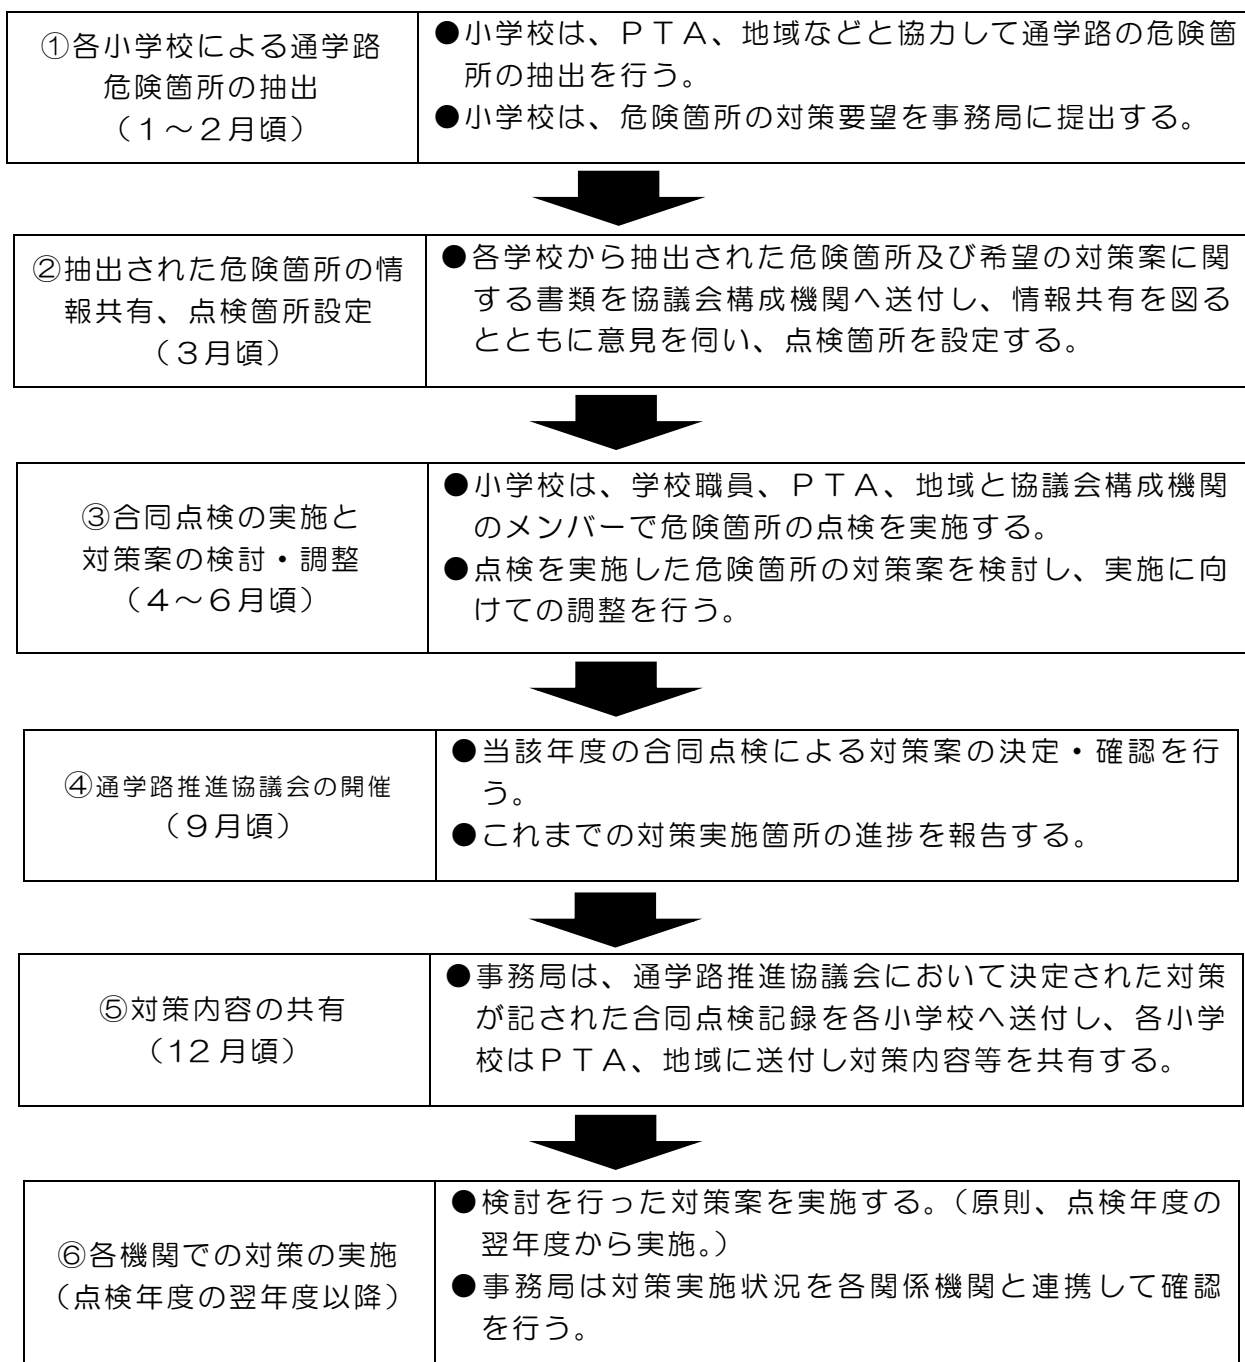 ①各小学校による通学路
危険箇所の抽出
（１～２月頃）
●小学校は、ＰＴＡ、地域などと協力して通学路の危険箇
所の抽出を行う。
●小学校は、危険箇所の対策要望を事務局に提出する。
②抽出された危険箇所の情
報共有、点検箇所設定
（３月頃）
●各学校から抽出された危険箇所及び希望の対策案に関
する書類を協議会構成機関へ送付し、情報共有を図る
とともに意見を伺い、点検箇所を設定する。
③合同点検の実施と
対策案の検討・調整
（４～６月頃）
●小学校は、学校職員、ＰＴＡ、地域と協議会構成機関
のメンバーで危険箇所の点検を実施する。
●点検を実施した危険箇所の対策案を検討し、実施に向
けての調整を行う。
④通学路推進協議会の開催
（９月頃）
●当該年度の合同点検による対策案の決定・確認を行
う。
●これまでの対策実施箇所の進捗を報告する。
⑤対策内容の共有
（12 月頃）
●事務局は、通学路推進協議会において決定された対策
が記された合同点検記録を各小学校へ送付し、各小学
校はＰＴＡ、地域に送付し対策内容等を共有する。
⑥各機関での対策の実施
（点検年度の翌年度以降）
●検討を行った対策案を実施する。（原則、点検年度の
翌年度から実施。）
●事務局は対策実施状況を各関係機関と連携して確認
を行う。